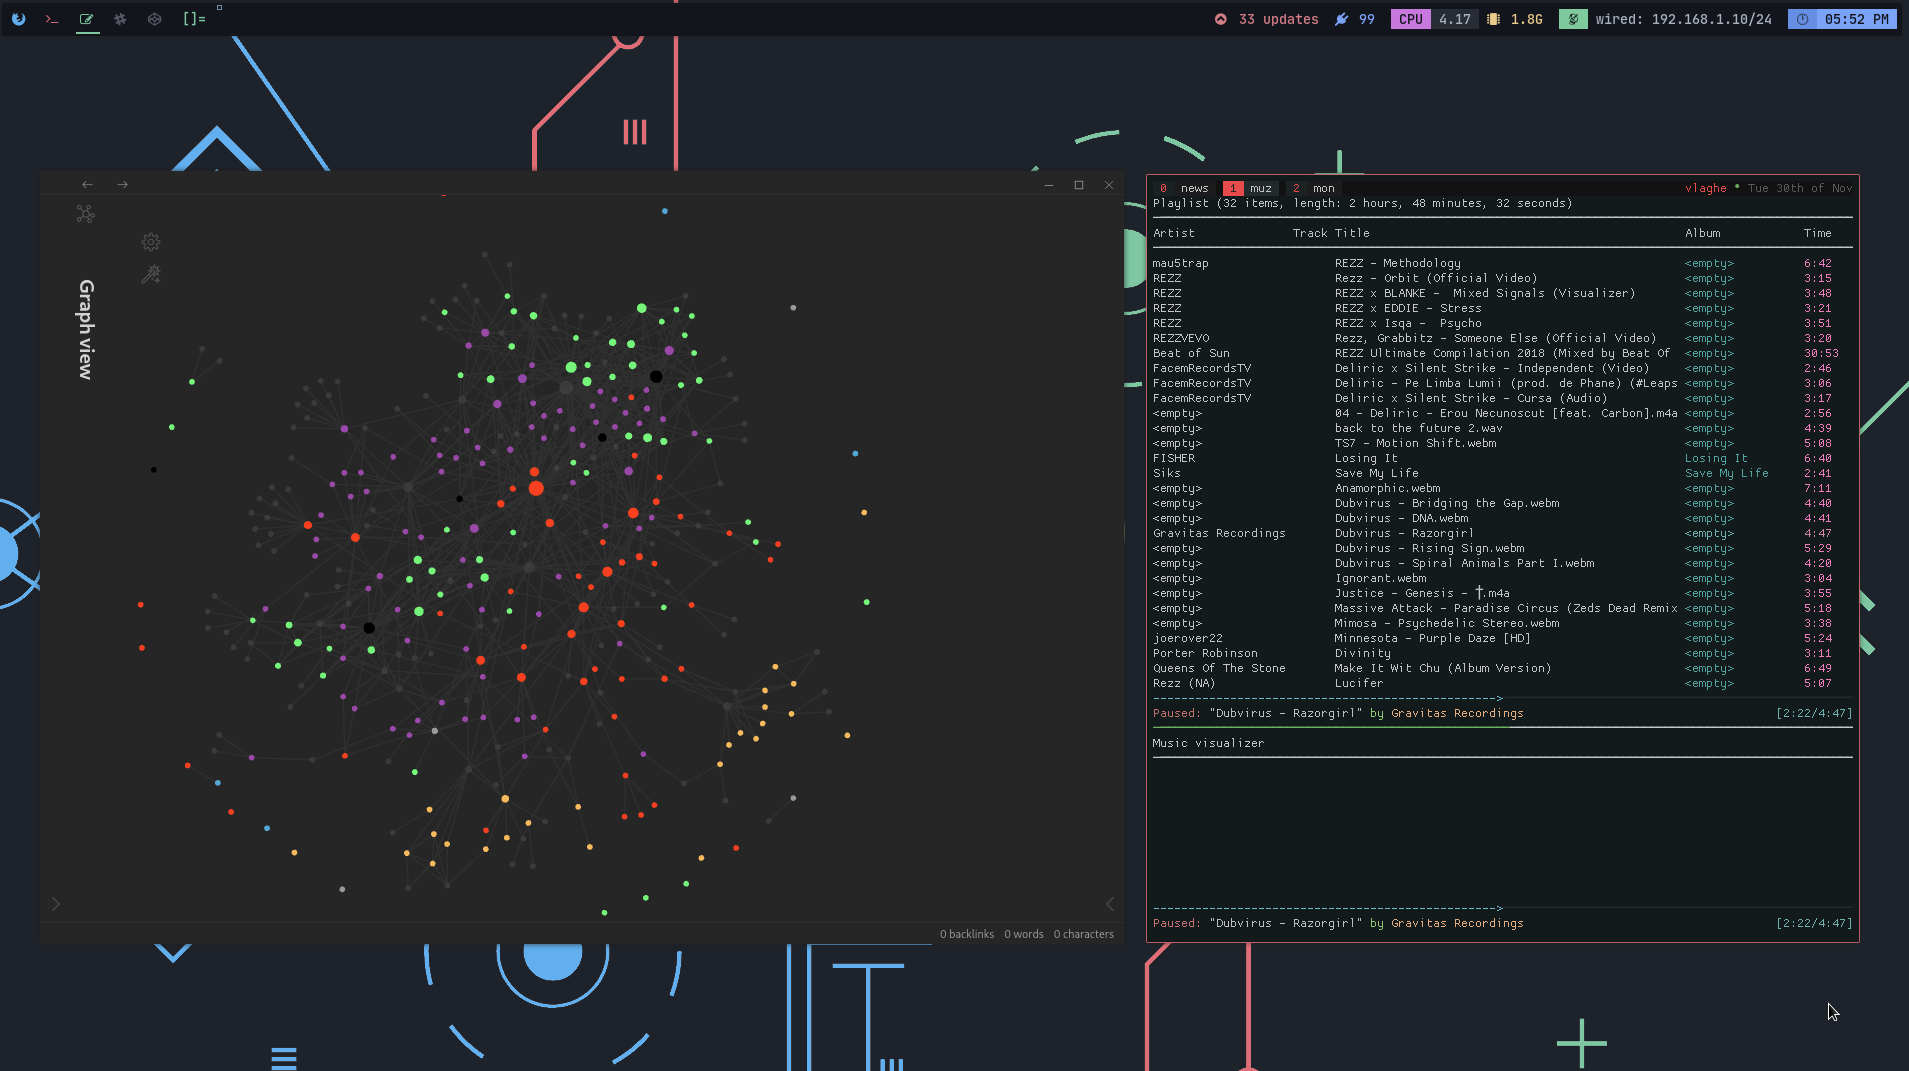 []= 33 updates 99 CPU 4.17 1.8G wired: 192.168.1.10/24 05:52 PM
Graph view
0 backlinks 0 words 0 characters
0 news 1 muz 2 mon vlaghe * Tue 30th of Nov
Playlist (32 items, length: 2 hours, 48 minutes, 32 seconds)
Artist Track Title Album Time
mau5trap REZZ - Methodology <empty> 6:42
REZZ Rezz - Orbit (Official Video) <empty> 3:15
REZZ REZZ x BLANKE - Mixed Signals (Visualizer) <empty> 3:48
REZZ REZZ x EDDIE - Stress <empty> 3:21
REZZ REZZ x Isqa - Psycho <empty> 3:51
REZZVEVO Rezz, Grabbitz - Someone Else (Official Video) <empty> 3:20
Beat of Sun REZZ Ultimate Compilation 2018 (Mixed by Beat Of <empty> 30:53
FacemRecordsTV Deliric x Silent Strike - Independent (Video) <empty> 2:46
FacemRecordsTV Deliric - Pe Limba Lumii (prod. de Phane) (#Leaps <empty> 3:06
FacemRecordsTV Deliric x Silent Strike - Cursa (Audio) <empty> 3:17
<empty> 04 - Deliric - Erou Necunoscut [feat. Carbon].m4a <empty> 2:56
<empty> back to the future 2.wav <empty> 4:39
<empty> TS7 - Motion Shift.webm <empty> 5:08
FISHER Losing It Losing It 6:40
Siks Save My Life Save My Life 2:41
<empty> Anamorphic.webm <empty> 7:11
<empty> Dubvirus - Bridging the Gap.webm <empty> 4:40
<empty> Dubvirus - DNA.webm <empty> 4:41
Gravitas Recordings Dubvirus - Razorgirl <empty> 4:47
<empty> Dubvirus - Rising Sign.webm <empty> 5:29
<empty> Dubvirus - Spiral Animals Part I.webm <empty> 4:20
<empty> Ignorant.webm <empty> 3:04
<empty> Justice - Genesis - †.m4a <empty> 3:55
<empty> Massive Attack - Paradise Circus (Zeds Dead Remix <empty> 5:18
<empty> Mimosa - Psychedelic Stereo.webm <empty> 3:38
joerover22 Minnesota - Purple Daze [HD] <empty> 5:24
Porter Robinson Divinity <empty> 3:11
Queens Of The Stone Make It Wit Chu (Album Version) <empty> 6:49
Rezz (NA) Lucifer <empty> 5:07
Paused: "Dubvirus - Razorgirl" by Gravitas Recordings [2:22/4:47]
Music visualizer
Paused: "Dubvirus - Razorgirl" by Gravitas Recordings [2:22/4:47]